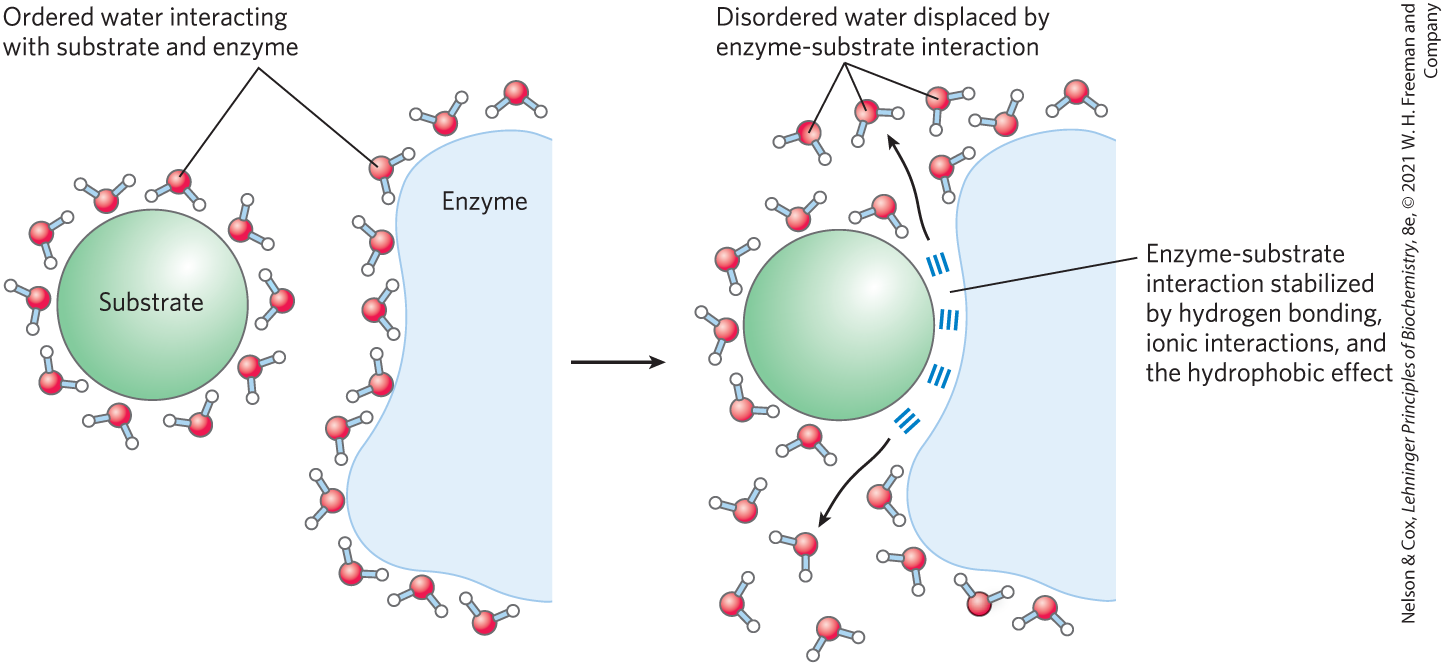 Ordered water interacting
with substrate and enzyme
Substrate
Enzyme
Disordered water displaced by
enzyme-substrate interaction
Enzyme-substrate
interaction stabilized
by hydrogen bonding,
ionic interactions, and
the hydrophobic effect
Nelson & Cox, Lehninger Principles of Biochemistry, 8e, © 2021 W. H. Freeman and
Company